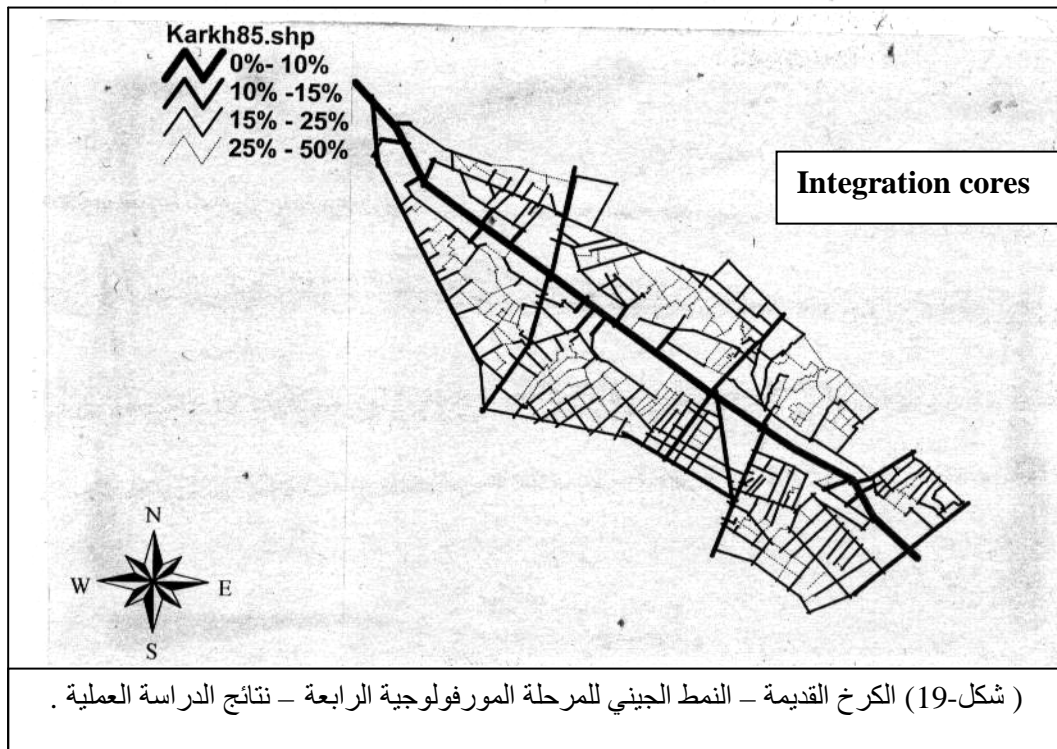 Karkh85.shp
0%- 10%
10% -15%
15% - 25%
25% - 50%
Integration cores
N
W E
S
( شكل-19) الكرخ القديمة – النمط الجيني للمرحلة المورفولوجية الرابعة – نتائج الدراسة العملية .